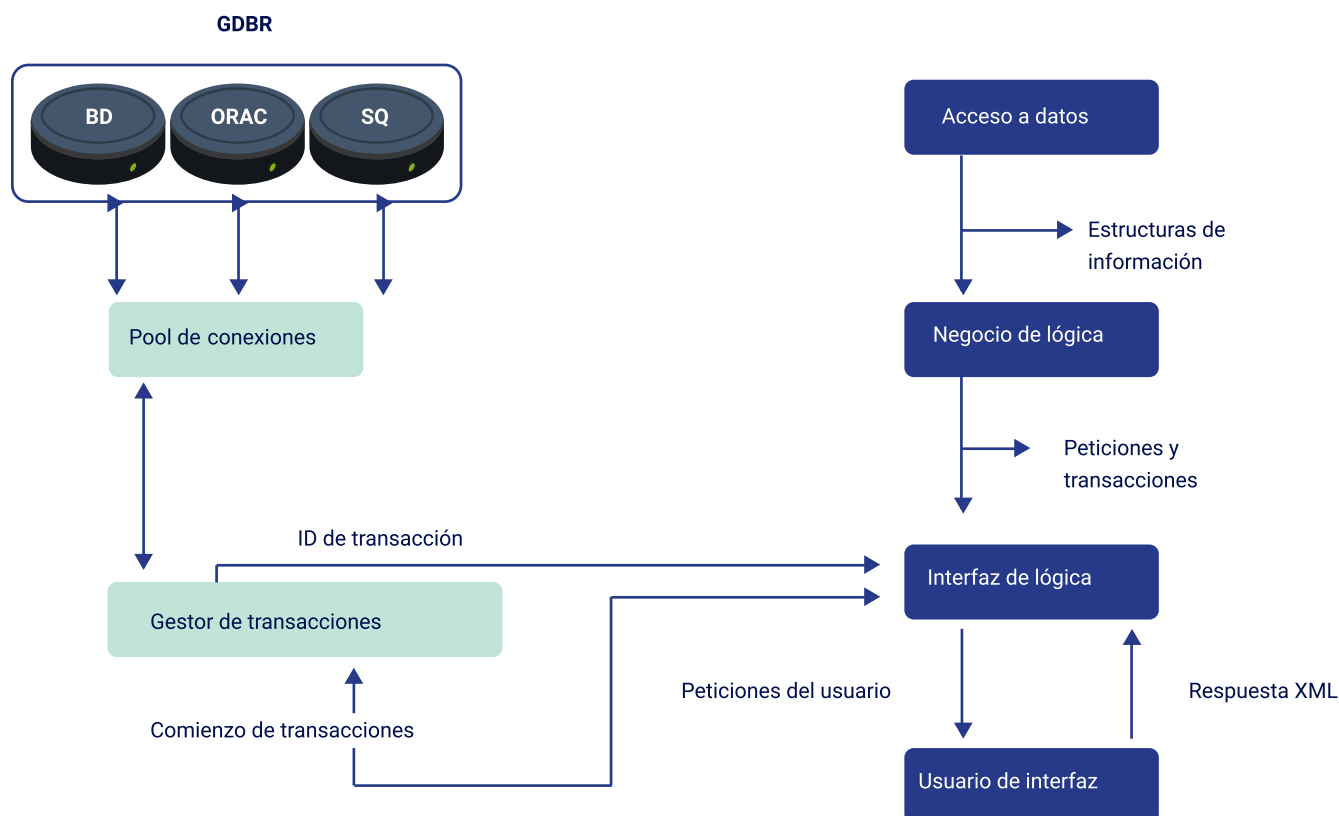 GDBR
BD
ORAC
SQ
Acceso a datos
Estructuras de
información
Pool de conexiones
Negocio de lógica
Peticiones y
transacciones
ID de transacción
Interfaz de lógica
Gestor de transacciones
Peticiones del usuario
Respuesta XML
Comienzo de transacciones
Usuario de interfaz